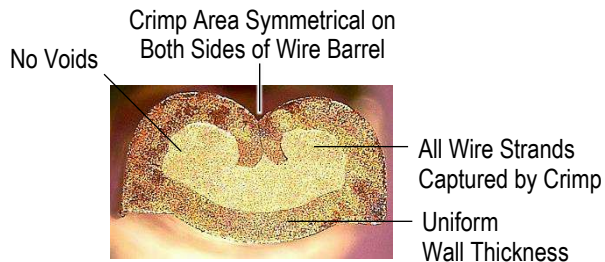 Crimp Area Symmetrical on
Both Sides of Wire Barrel
No Voids
All Wire Strands
Captured by Crimp
Uniform
Wall Thickness